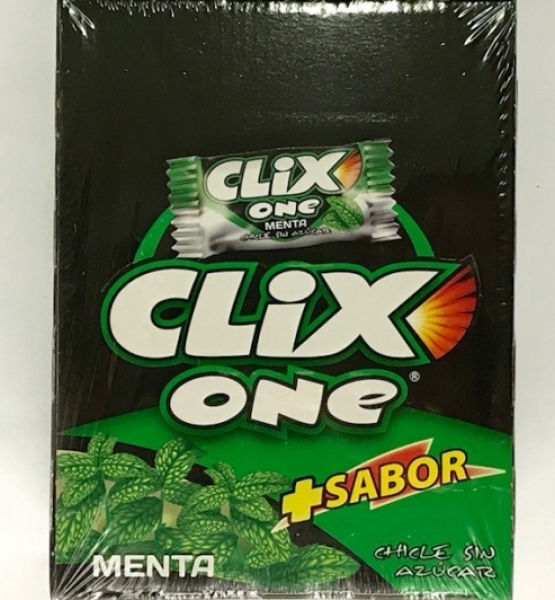 CLiX
One
MENTA
CHICLE SIN AZÚCAR
CLiX
One®
+SABOR
MENTA
CHICLE SIN
AZÚCAR